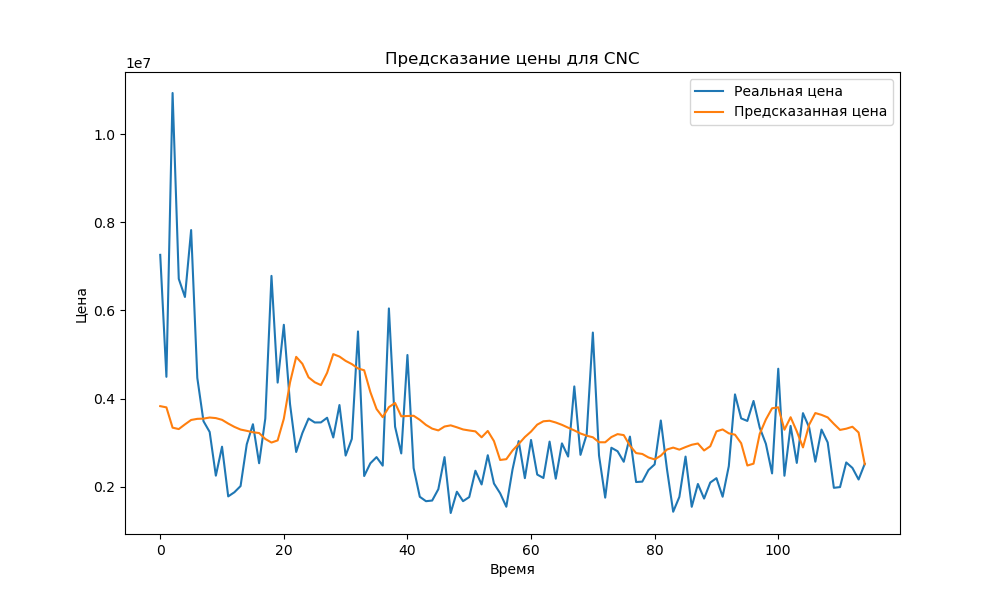 Предсказание цены для CNC
1e7
Реальная цена
Предсказанная цена
1.0
0.8
0.6
0.4
0.2
Цена
0 20 40 60 80 100
Время